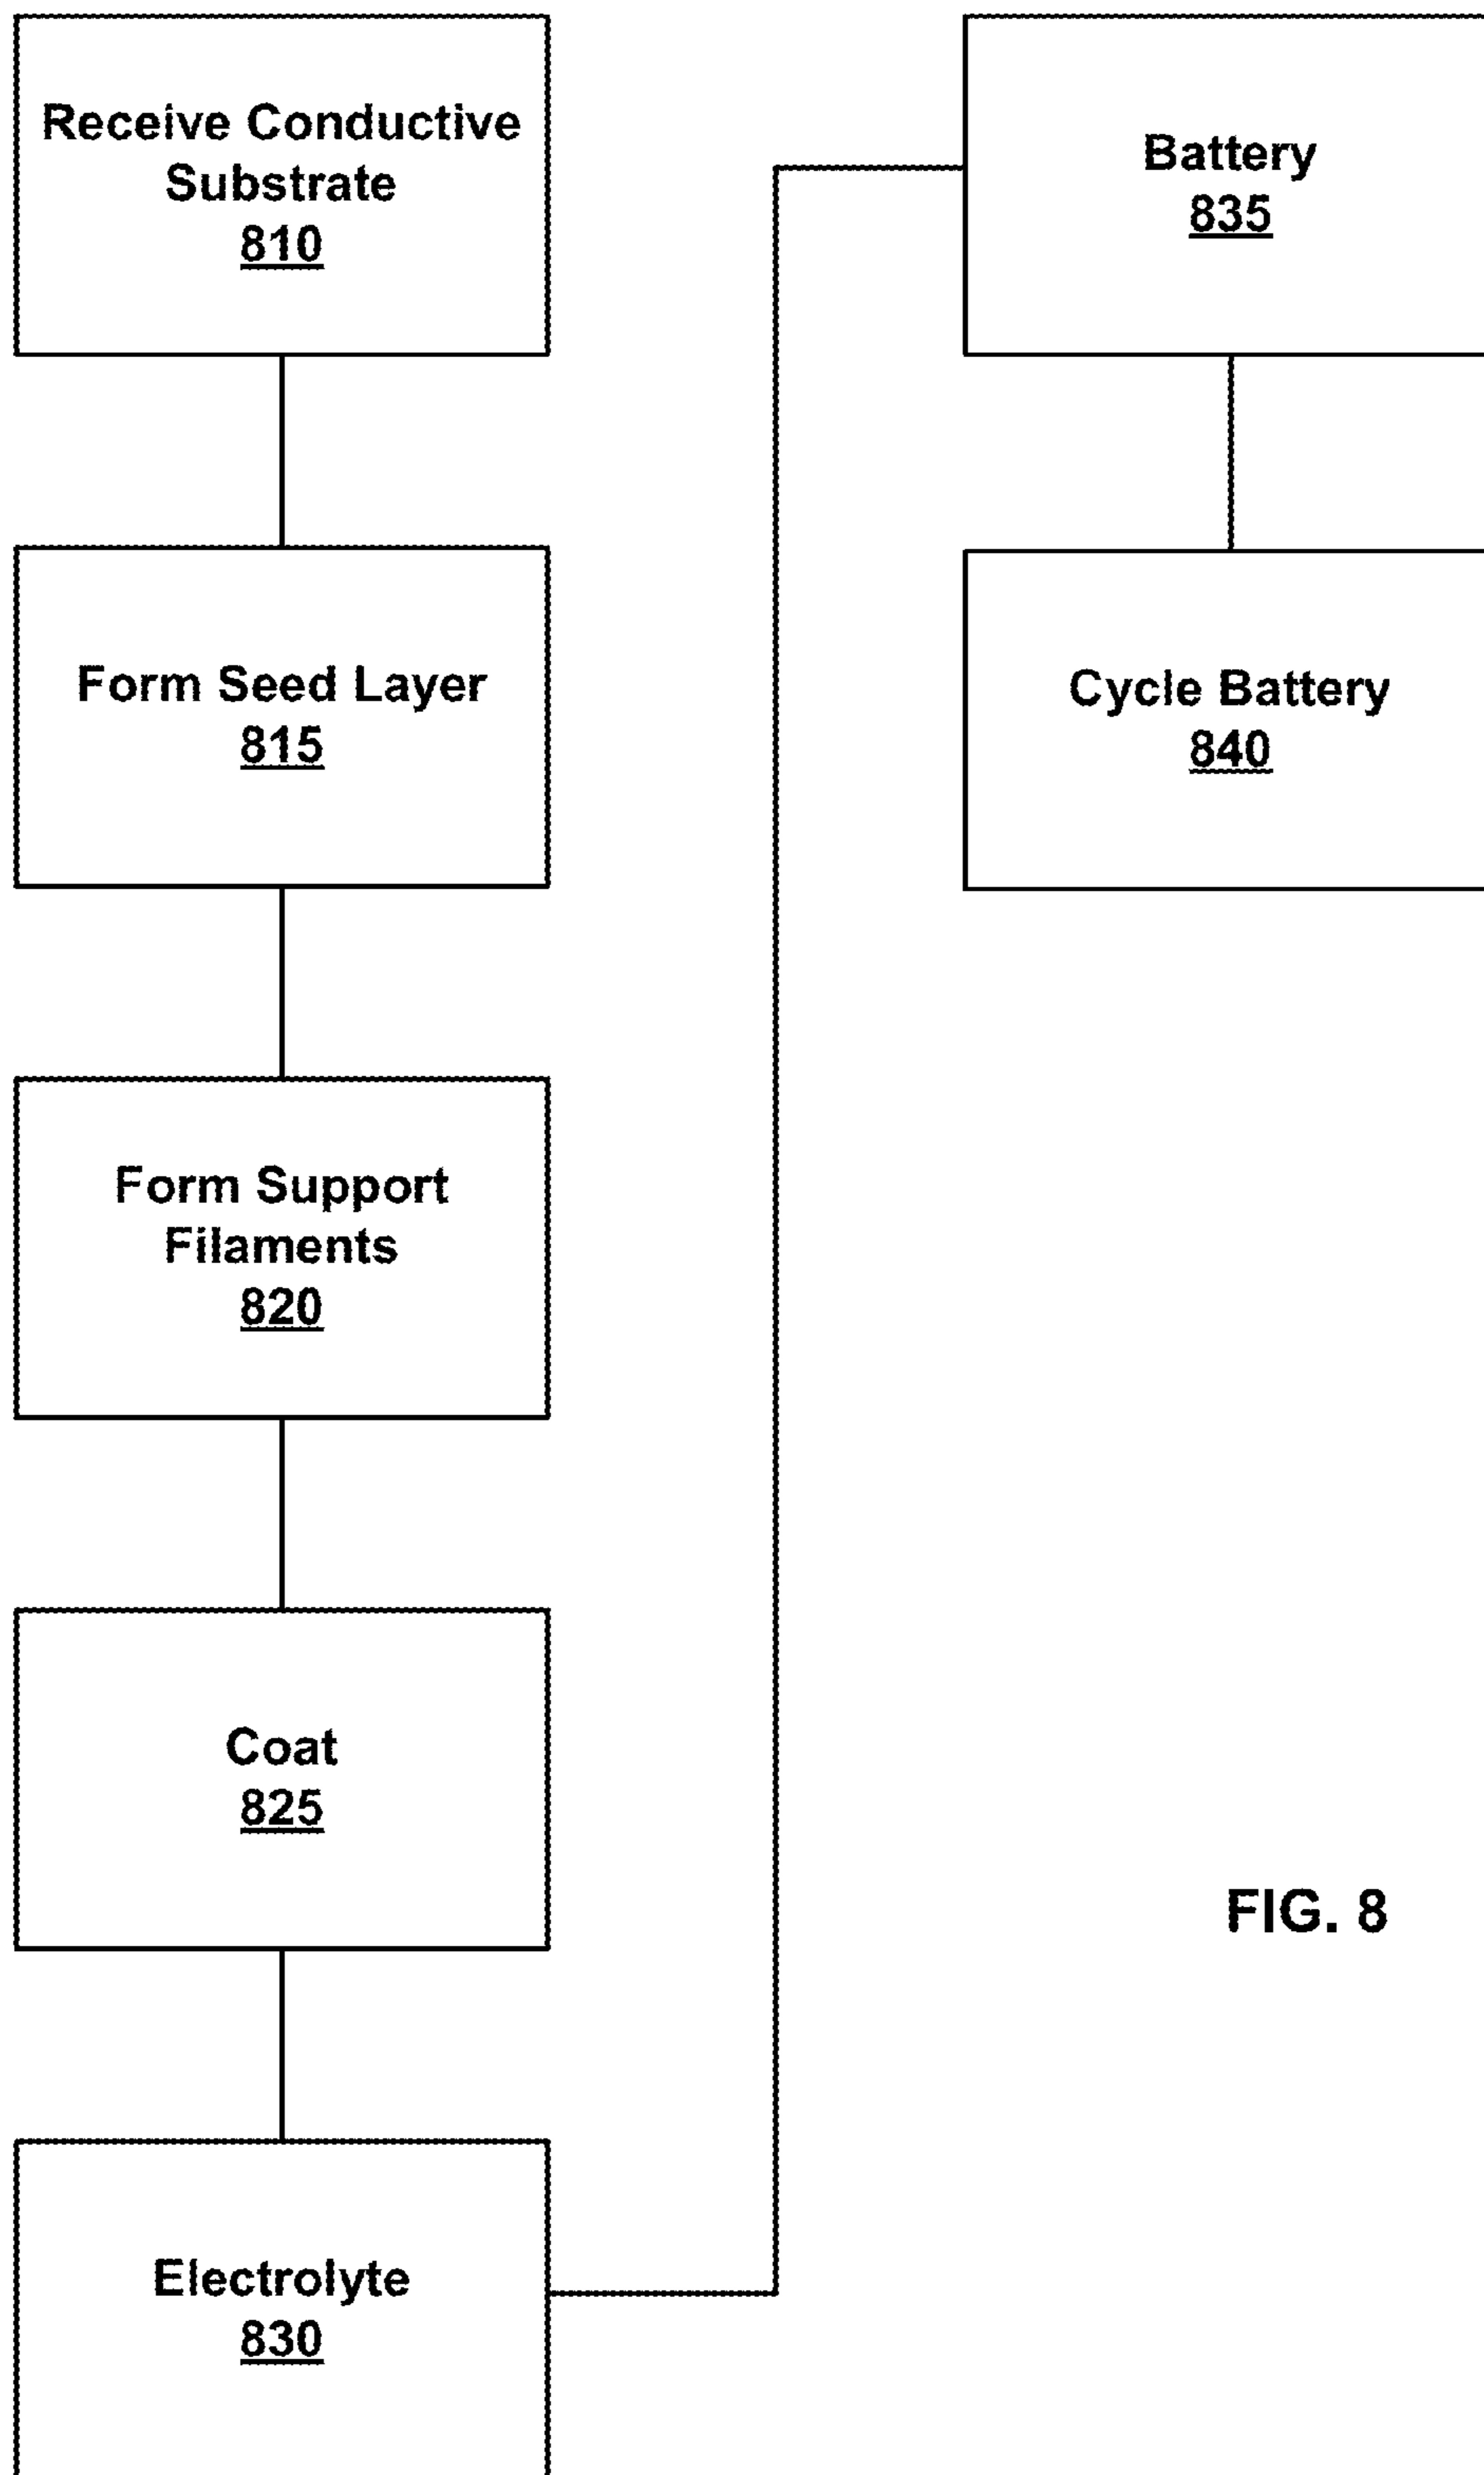 Receive Conductive
Substrate
810
Form Seed Layer
815
Form Support
Filaments
820
Coat
825
Electrolyte
830
Battery
835
Cycle Battery
840
FIG. 8